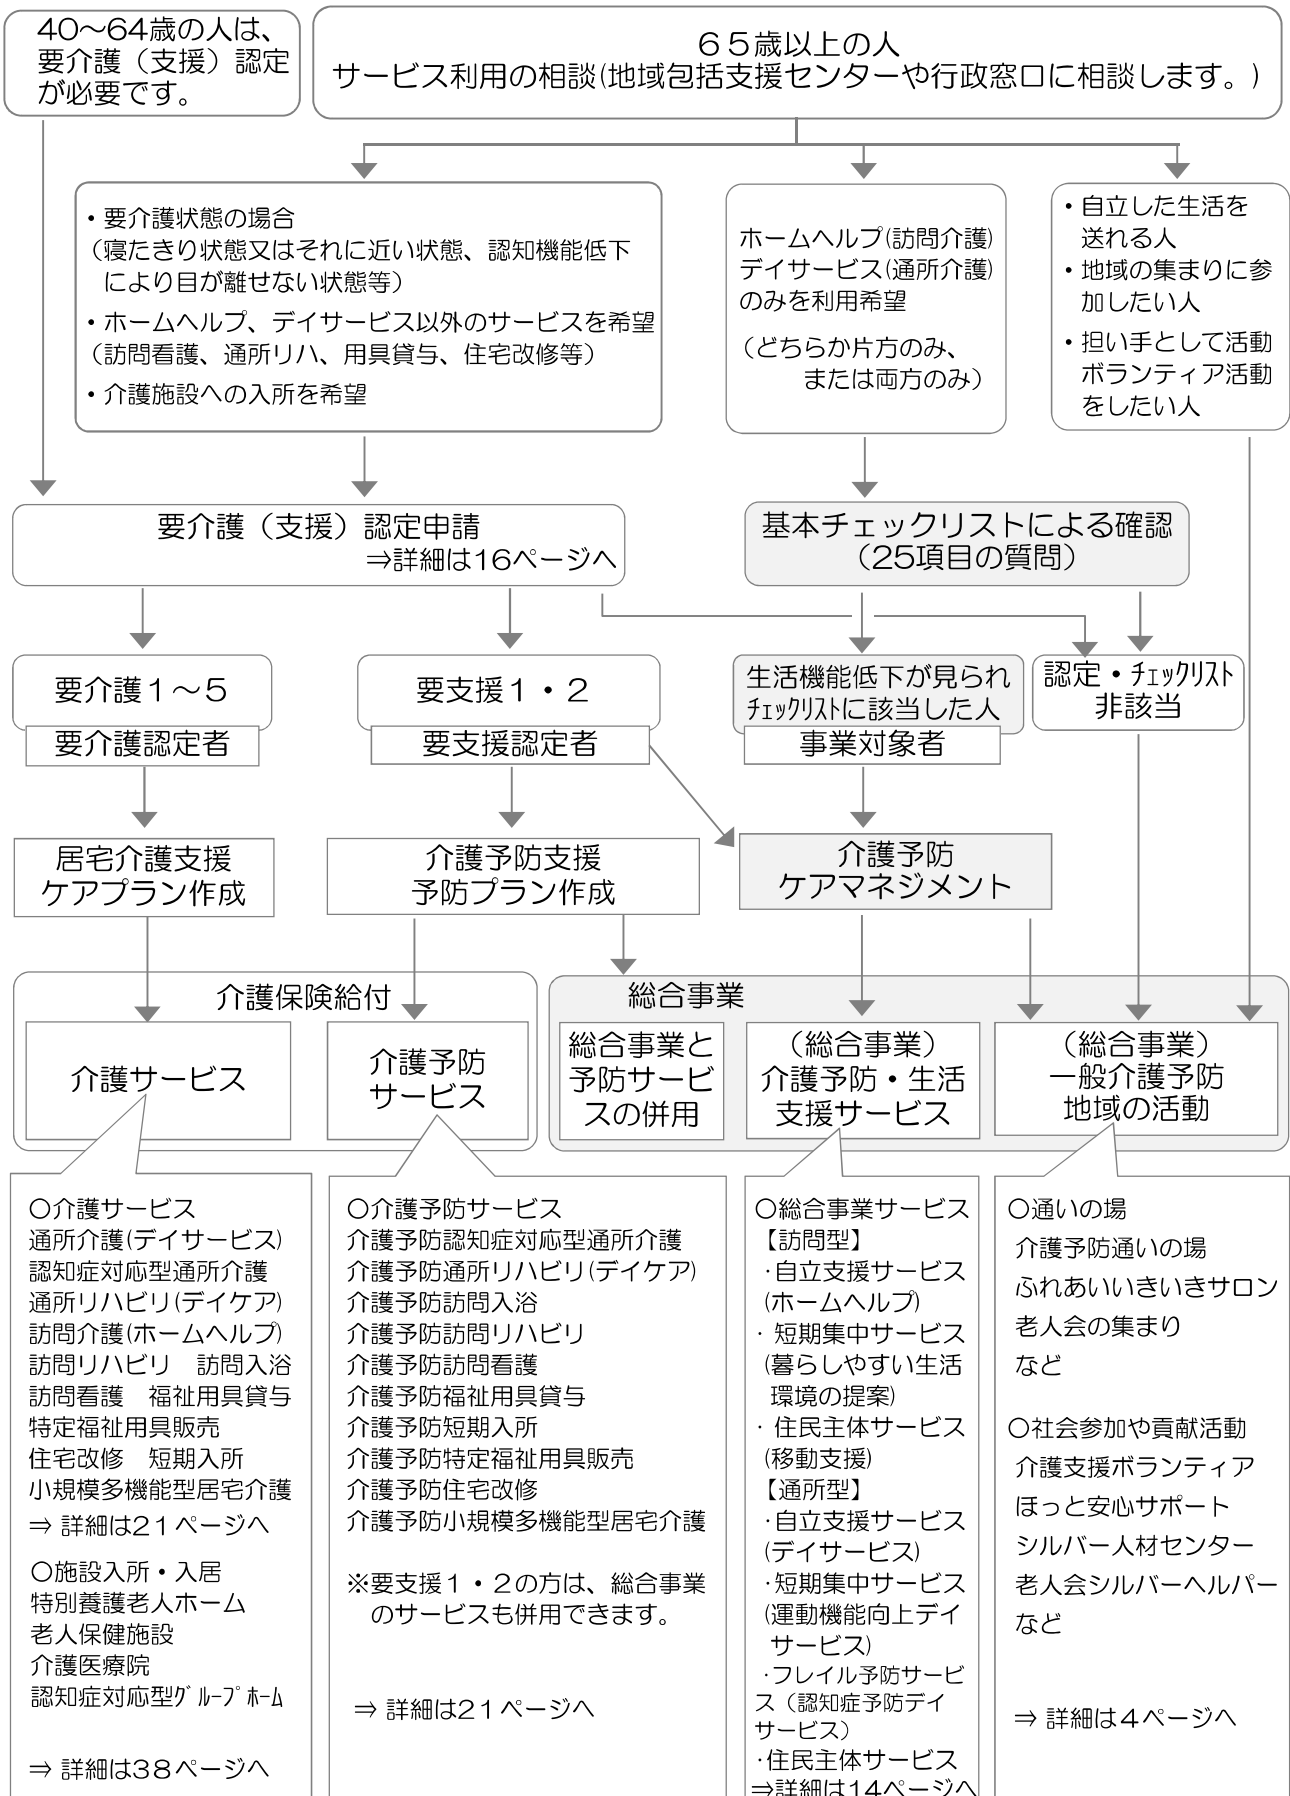 40～64歳の人は、
要介護（支援）認定
が必要です。
６５歳以上の人
サービス利用の相談(地域包括支援センターや行政窓口に相談します。)
・要介護状態の場合
（寝たきり状態又はそれに近い状態、認知機能低下
により目が離せない状態等）
・ホームヘルプ、デイサービス以外のサービスを希望
（訪問看護、通所リハ、用具貸与、住宅改修等）
・介護施設への入所を希望
ホームヘルプ(訪問介護)
デイサービス(通所介護)
のみを利用希望
（どちらか片方のみ、
または両方のみ）
・自立した生活を
送れる人
・地域の集まりに参
加したい人
・担い手として活動
ボランティア活動
をしたい人
要介護（支援）認定申請
⇒詳細は16ページへ
基本チェックリストによる確認
（25項目の質問）
要介護１～５
要介護認定者
要支援１・２
要支援認定者
生活機能低下が見られ
ﾁｪｯｸﾘｽﾄに該当した人
事業対象者
認定・ﾁｪｯｸﾘｽﾄ
非該当
居宅介護支援
ケアプラン作成
介護予防支援
予防プラン作成
介護予防
ケアマネジメント
介護保険給付
介護サービス
介護予防
サービス
総合事業
総合事業と
予防サービ
スの併用
（総合事業）
介護予防・生活
支援サービス
（総合事業）
一般介護予防
地域の活動
〇介護サービス
通所介護(デイサービス)
認知症対応型通所介護
通所リハビリ(デイケア)
訪問介護(ホームヘルプ)
訪問リハビリ　訪問入浴
訪問看護　福祉用具貸与
特定福祉用具販売
住宅改修　短期入所
小規模多機能型居宅介護
⇒ 詳細は21ページへ
〇施設入所・入居
特別養護老人ホーム
老人保健施設
介護医療院
認知症対応型ｸﾞﾙｰﾌﾟﾎｰﾑ
⇒ 詳細は38ページへ
〇介護予防サービス
介護予防認知症対応型通所介護
介護予防通所リハビリ(デイケア)
介護予防訪問入浴
介護予防訪問リハビリ
介護予防訪問看護
介護予防福祉用具貸与
介護予防短期入所
介護予防特定福祉用具販売
介護予防住宅改修
介護予防小規模多機能型居宅介護
※要支援１・２の方は、総合事業
のサービスも併用できます。
⇒ 詳細は21ページへ
〇総合事業サービス
【訪問型】
･自立支援サービス
(ホームヘルプ)
･ 短期集中サービス
(暮らしやすい生活
環境の提案)
･ 住民主体サービス
(移動支援)
【通所型】
･自立支援サービス
(デイサービス)
･短期集中サービス
(運動機能向上デイ
サービス)
･フレイル予防サービ
ス（認知症予防デイ
サービス）
･住民主体サービス
⇒詳細は14ページへ
〇通いの場
介護予防通いの場
ふれあいいきいきサロン
老人会の集まり
など
〇社会参加や貢献活動
介護支援ボランティア
ほっと安心サポート
シルバー人材センター
老人会シルバーヘルパー
など
⇒ 詳細は４ページへ